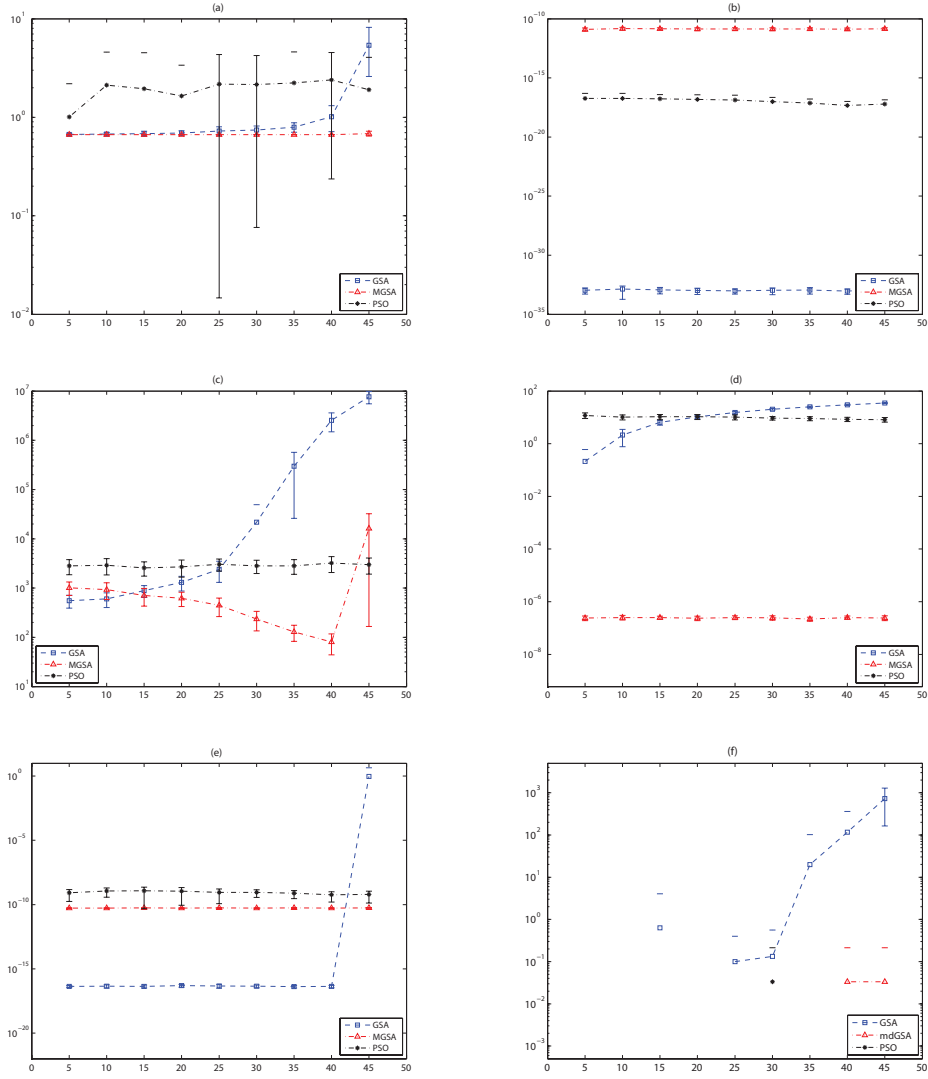 (a)
10^1
10^0
10^-1
10^-2
GSA
MGSA
PSO
0 5 10 15 20 25 30 35 40 45 50
(b)
10^-10
10^-15
10^-20
10^-25
10^-30
10^-35
GSA
MGSA
PSO
0 5 10 15 20 25 30 35 40 45 50
(c)
10^7
10^6
10^5
10^4
10^3
10^2
10^1
GSA
MGSA
PSO
0 5 10 15 20 25 30 35 40 45 50
(d)
10^2
10^0
10^-2
10^-4
10^-6
10^-8
GSA
MGSA
PSO
0 5 10 15 20 25 30 35 40 45 50
(e)
10^0
10^-5
10^-10
10^-15
10^-20
GSA
MGSA
PSO
0 5 10 15 20 25 30 35 40 45 50
(f)
10^3
10^2
10^1
10^0
10^-1
10^-2
10^-3
GSA
mdGSA
PSO
0 5 10 15 20 25 30 35 40 45 50